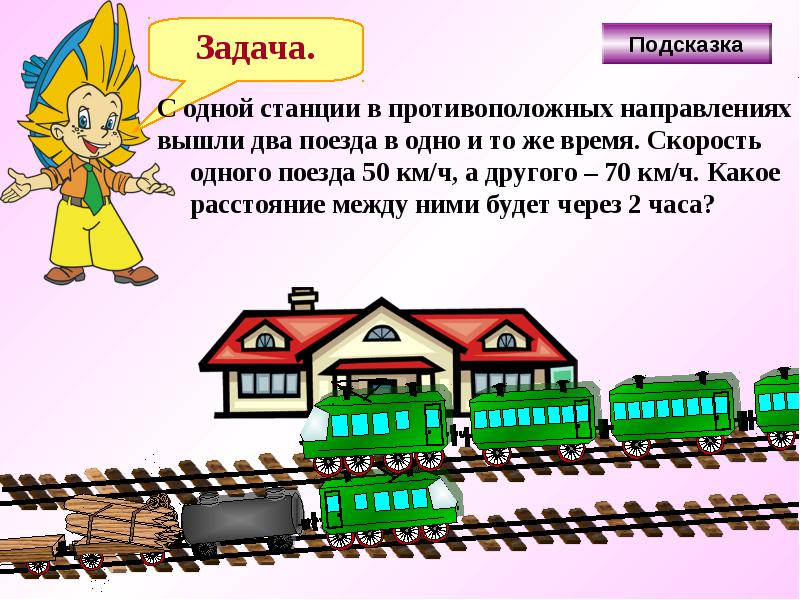 Задача.
Подсказка
С одной станции в противоположных направлениях
вышли два поезда в одно и то же время. Скорость
одного поезда 50 км/ч, а другого – 70 км/ч. Какое
расстояние между ними будет через 2 часа?